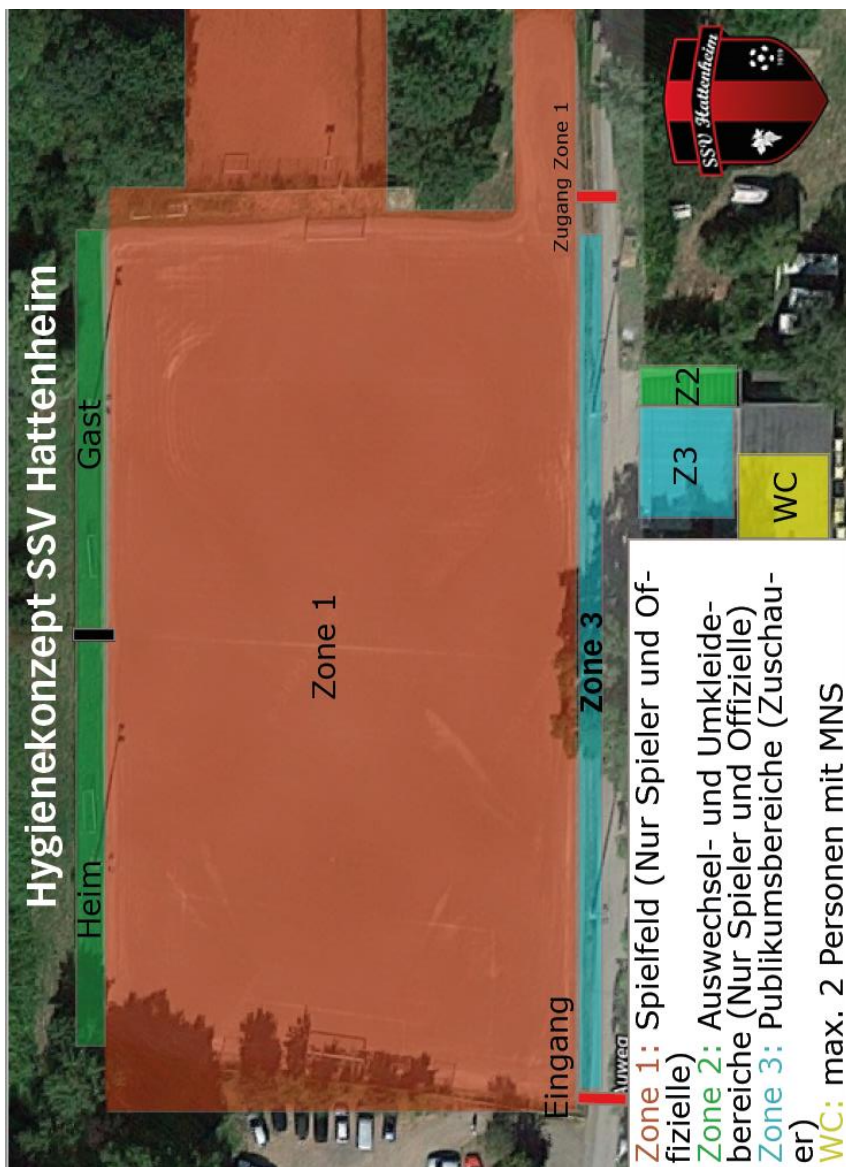 Hygienekonzept SSV Hattenheim
Heim
Gast
Zone 1
Eingang
Zone 3
Zugang Zone 1
Auweg
Z3
Z2
WC
SSV Hattenheim
1919
Zone 1: Spielfeld (Nur Spieler und Of-
fizielle)
Zone 2: Auswechsel- und Umkleide-
bereiche (Nur Spieler und Offizielle)
Zone 3: Publikumsbereiche (Zuschau-
er)
WC: max. 2 Personen mit MNS